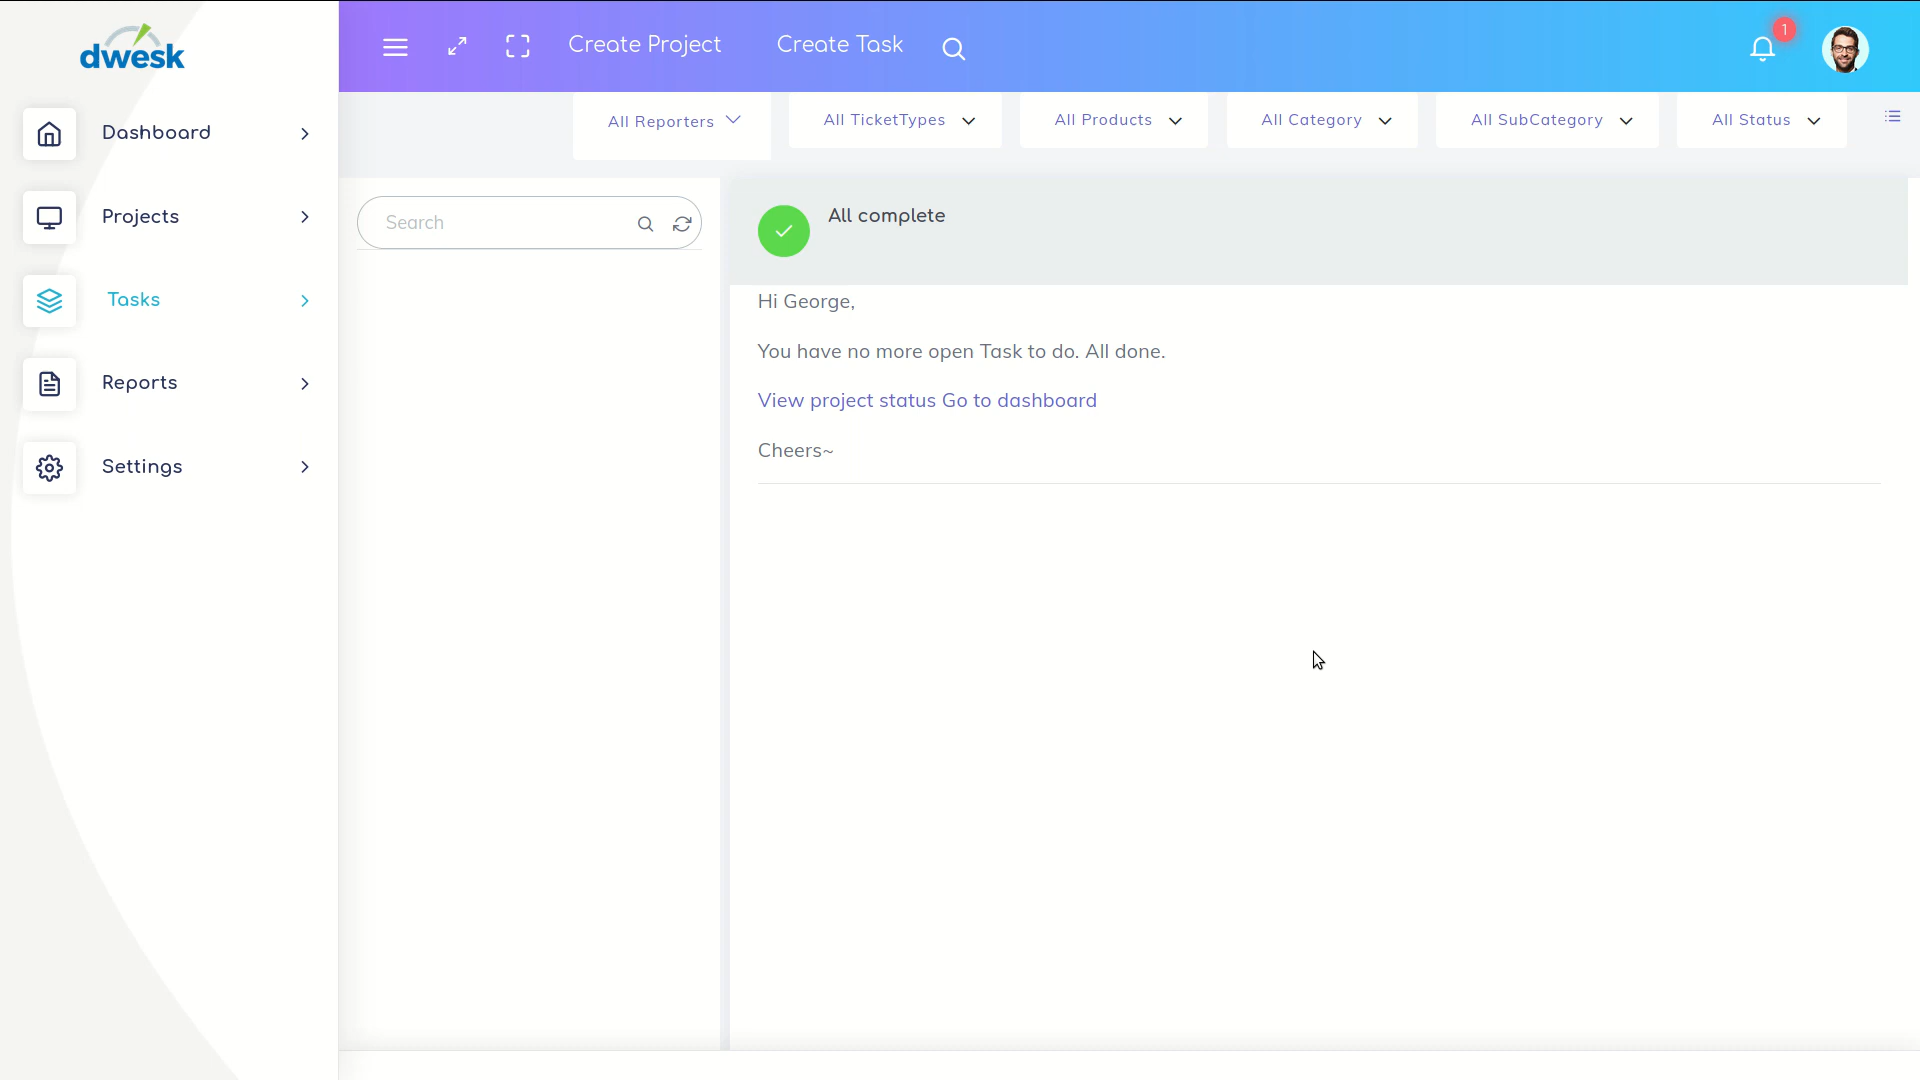 dwesk
Create Project
Create Task
1
Dashboard
Projects
Tasks
Reports
Settings
All Reporters
All TicketTypes
All Products
All Category
All SubCategory
All Status
Search
All complete
Hi George,
You have no more open Task to do. All done.
View project status Go to dashboard
Cheers~